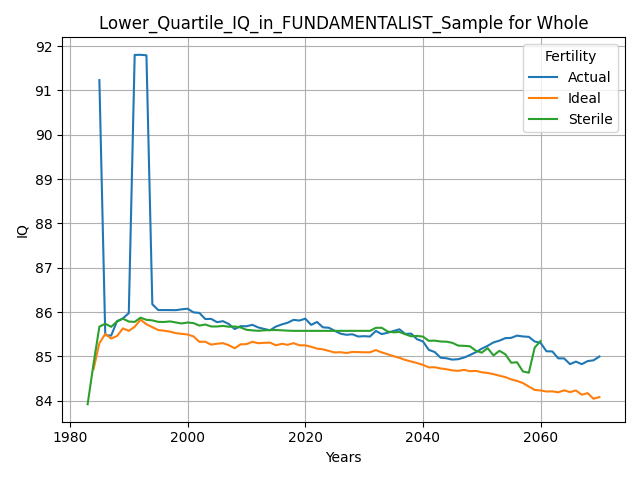 Lower_Quartile_IQ_in_FUNDAMENTALIST_Sample for Whole
Fertility
Actual
Ideal
Sterile
92
91
90
89
88
87
86
85
84
IQ
1980
2000
2020
2040
2060
Years